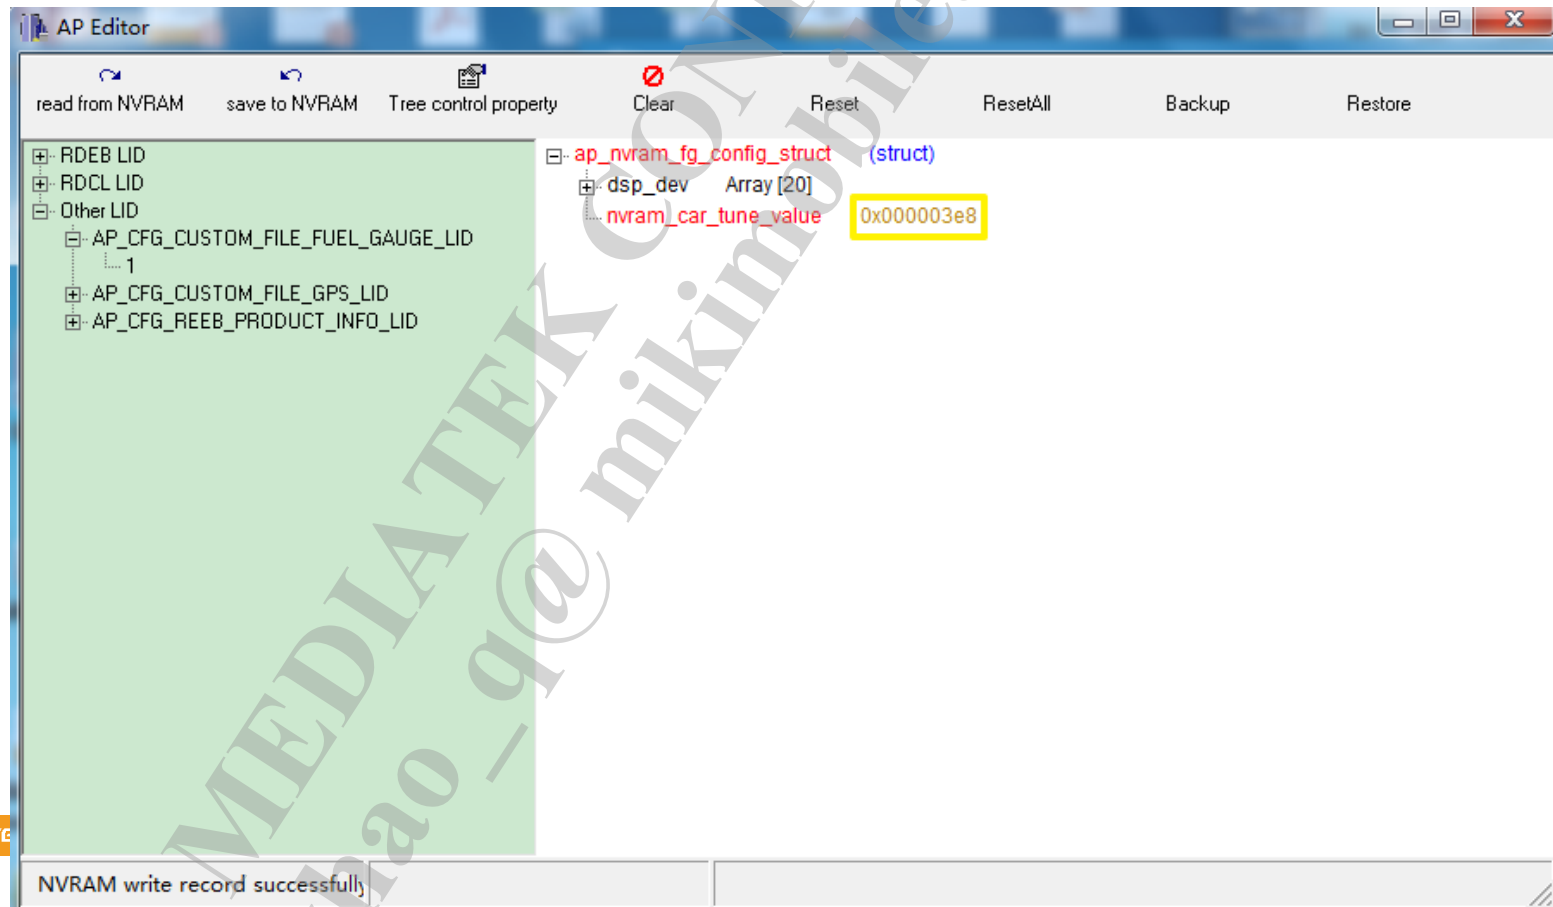 AP Editor
read from NVRAM save to NVRAM Tree control property Clear Reset ResetAll Backup Restore
RDEB LID
RDCL LID
Other LID
AP_CFG_CUSTOM_FILE_FUEL_GAUGE_LID
1
AP_CFG_CUSTOM_FILE_GPS_LID
AP_CFG_REEB_PRODUCT_INFO_LID
ap_nvram_fg_config_struct (struct)
dsp_dev Array [20]
nvram_car_tune_value 0x000003e8
MEDIATEK CON
hao_q@mikimobile
NVRAM write record successfully